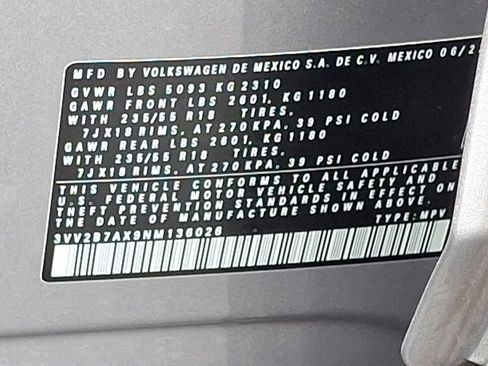 MFD BY VOLKSWAGEN DE MEXICO S.A. DE C.V. MEXICO 06/2
GVWR LBS 5093 KG 2310
GAWR FRONT LBS 2601, KG 1180
WITH 235/55 R18 TIRES,
7JX18 RIMS, AT 270 KPA, 39 PSI COLD
GAWR REAR LBS 2601, KG 1180
WITH 235/55 R18 TIRES,
7JX18 RIMS, AT 270 KPA, 39 PSI COLD
THIS VEHICLE CONFORMS TO ALL APPLICABLE
U.S. FEDERAL MOTOR VEHICLE SAFETY AND
THEFT PREVENTION STANDARDS IN EFFECT ON
THE DATE OF MANUFACTURE SHOWN ABOVE.
3VV2B7AX9NM136026 TYPE: MPV